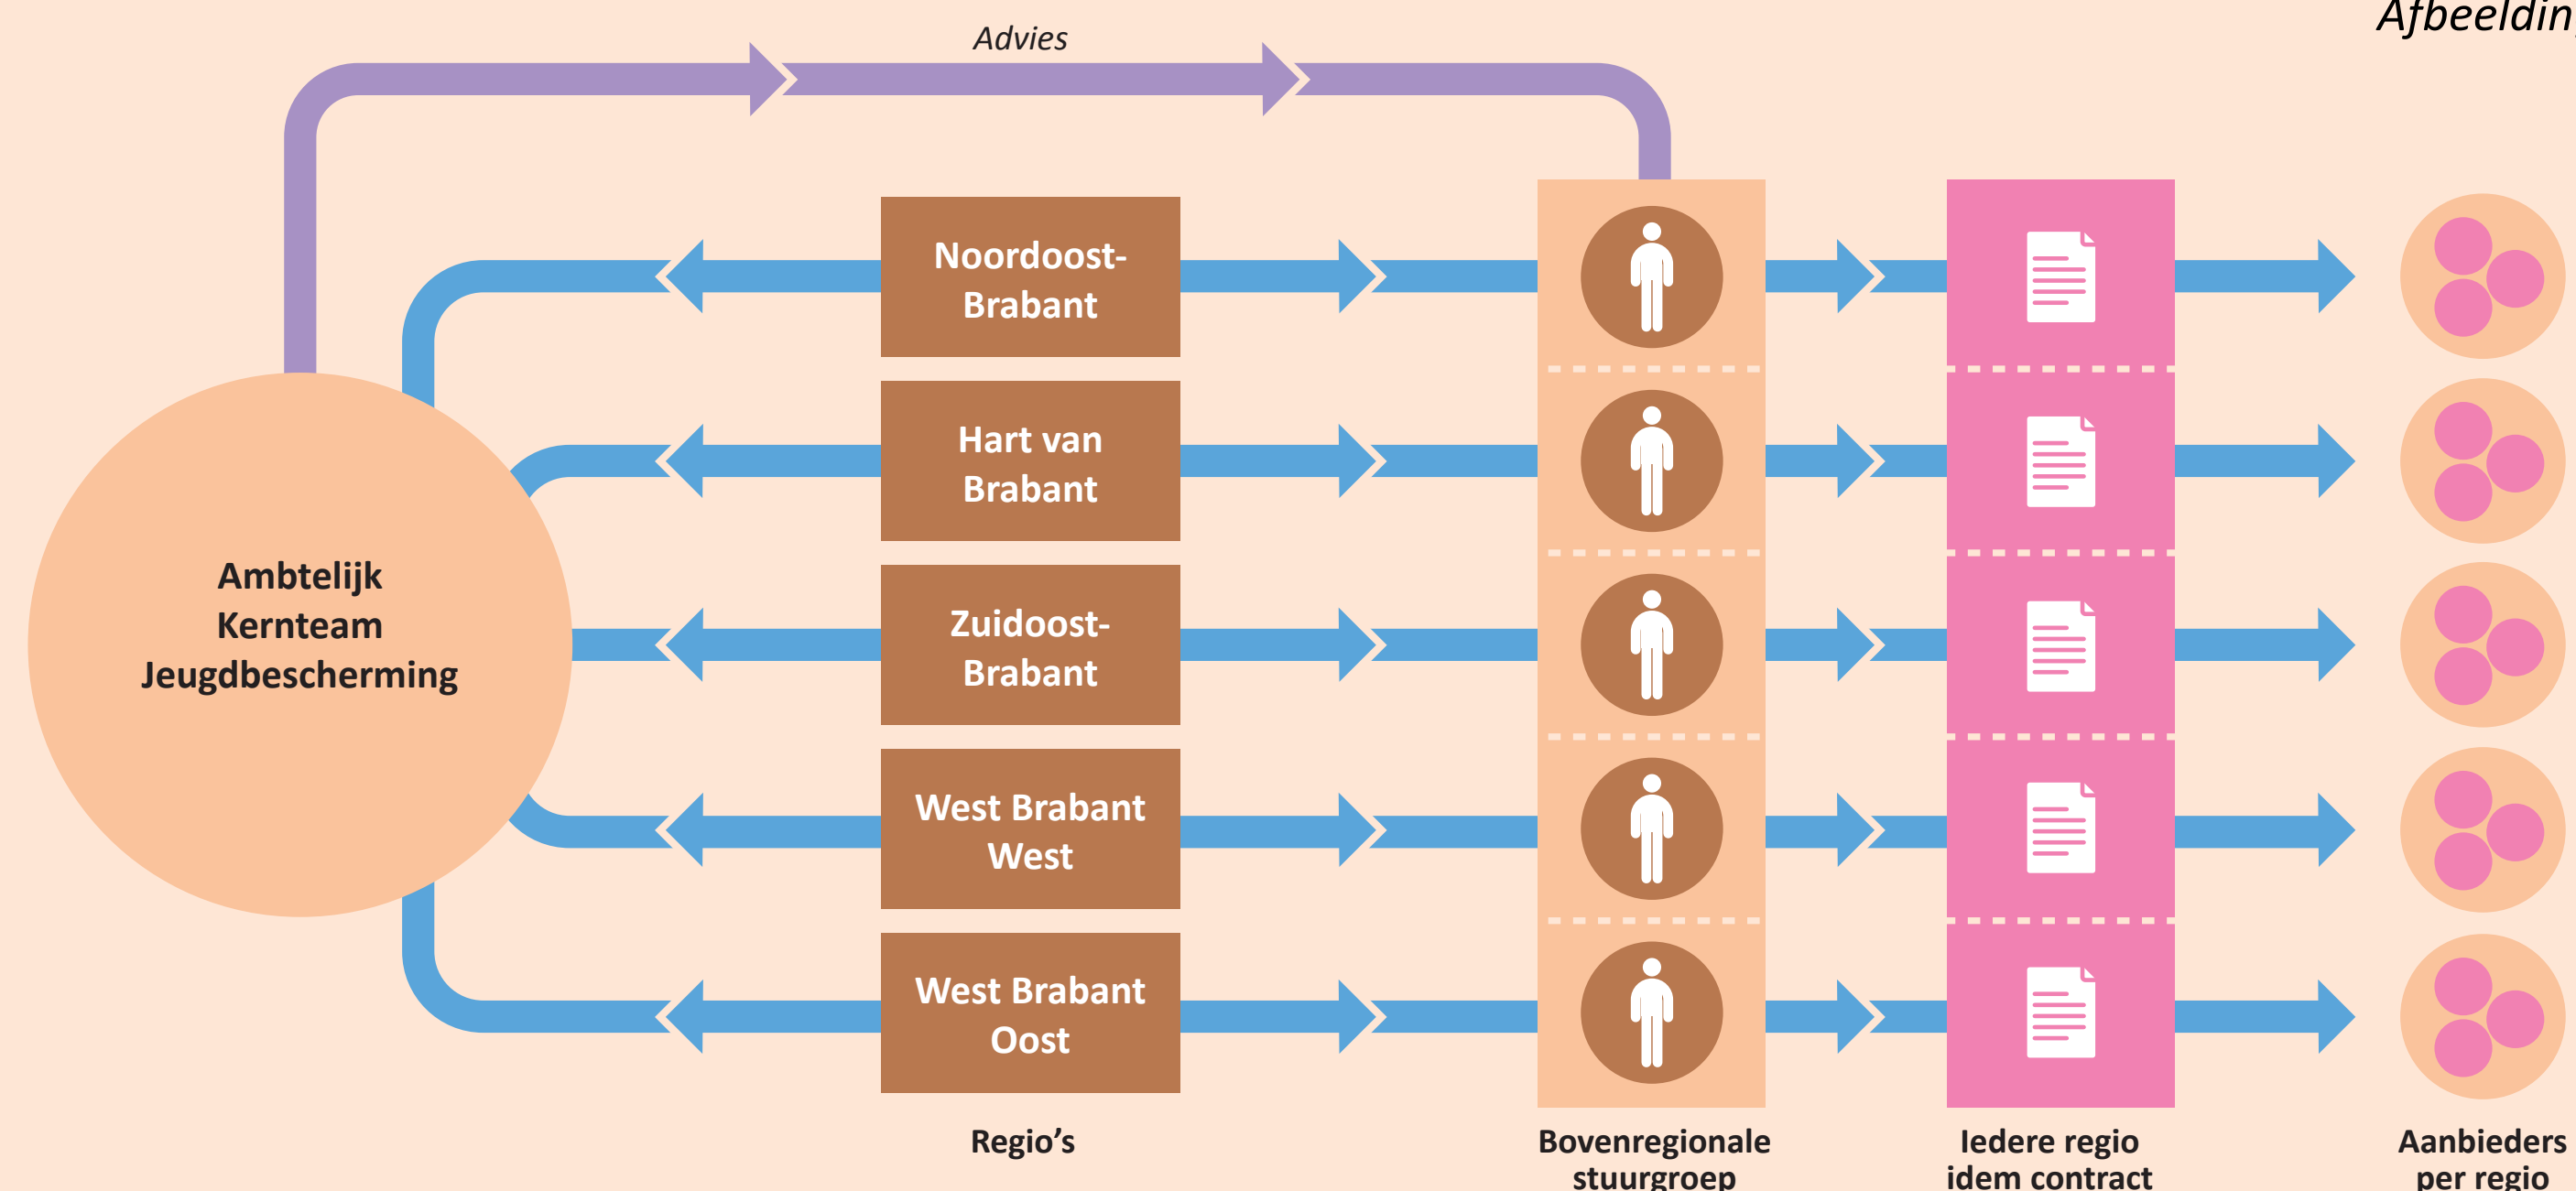 Advies
Noordoost-
Brabant
Hart van
Brabant
Ambtelijk
Kernteam
Jeugdbescherming
Zuidoost-
Brabant
West Brabant
West
West Brabant
Oost
Regio’s
Bovenregionale
stuurgroep
Iedere regio
idem contract
Aanbieders
per regio